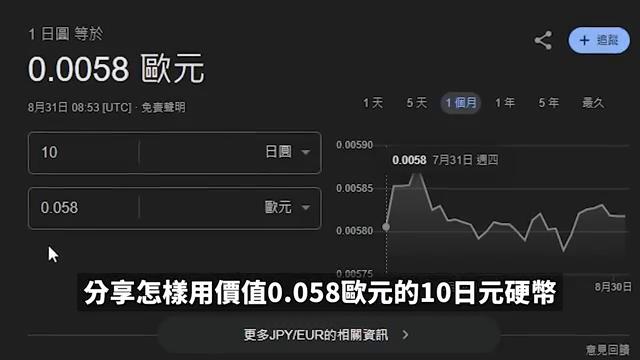 1 日圓 等於
0.0058 歐元
8月31日 08:53 [UTC] · 免責聲明
+ 追蹤
1 天 5 天 1 個月 1 年 5 年 最久
10 日圓
0.058 歐元
0.00590
0.0058 7月31日 週四
0.00585
0.00580
0.00575
8月30日
分享怎樣用價值0.058歐元的10日元硬幣
更多JPY/EUR的相關資訊
意見回饋